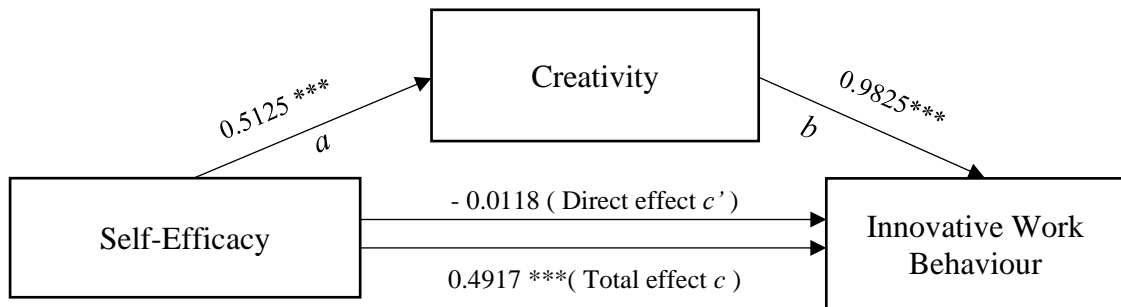 Creativity
0.5125 ***
a
0.9825***
b
Self-Efficacy
- 0.0118 ( Direct effect c’ )
0.4917 ***( Total effect c )
Innovative Work
Behaviour